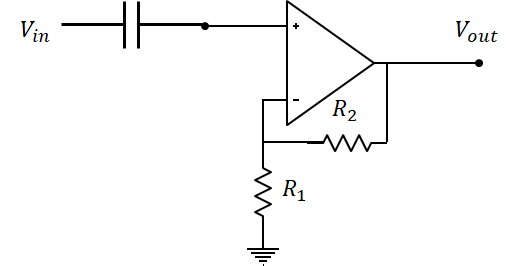 V_in
+
V_out
-
R_2
R_1